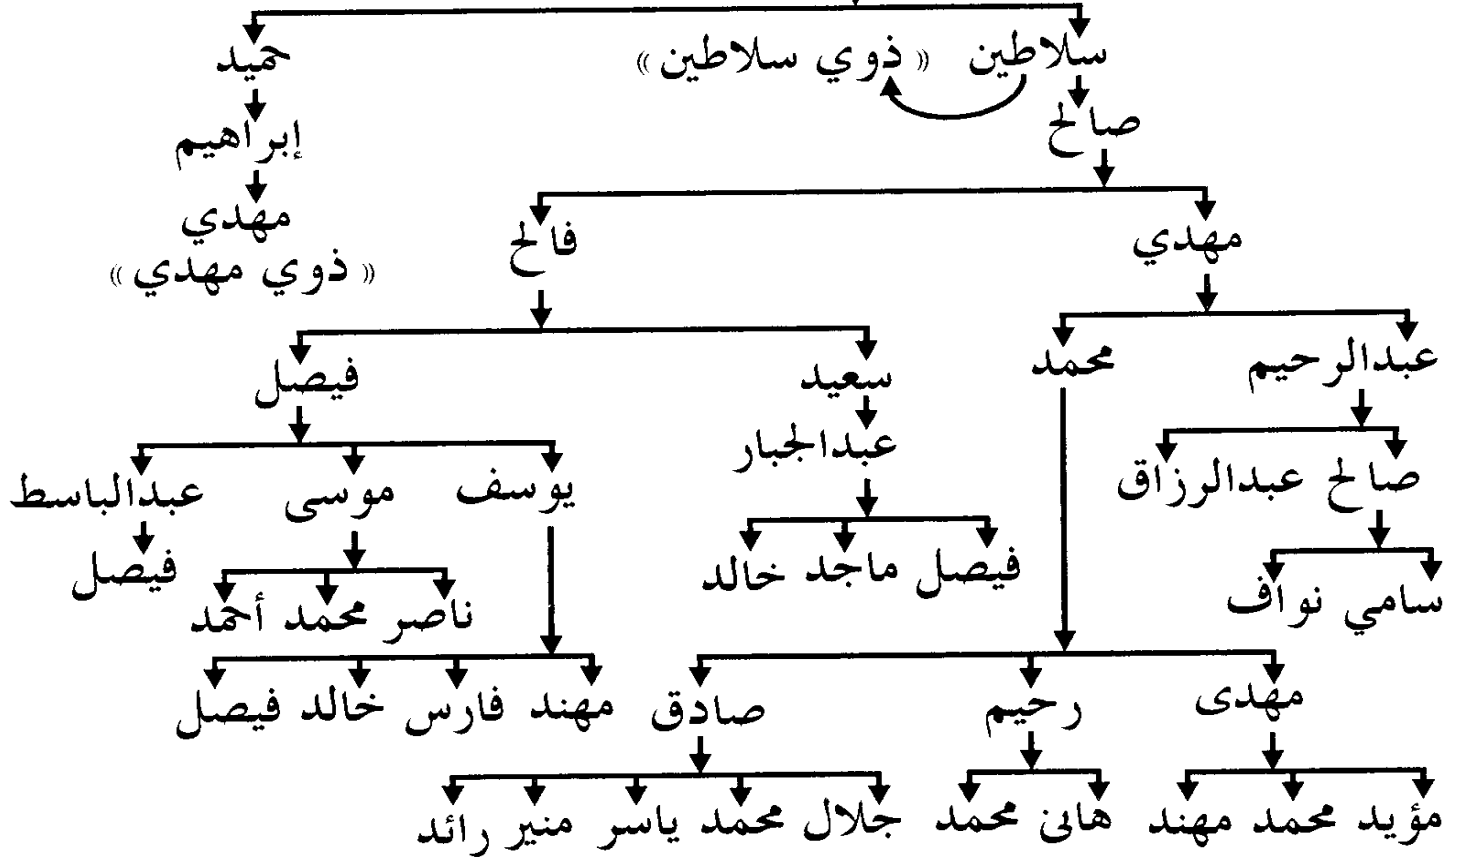 سلاطين « ذوي سلاطين » حميد
صالح إبراهيم
مهدي فالح مهدي
« ذوي مهدي »
عبدالرحيم محمد سعيد فيصل
صالح عبدالرزاق عبدالجبار يوسف موسى عبدالباسط
سامي نواف فيصل ماجد خالد فيصل
ناصر محمد أحمد
مهدى رحيم صادق مهند فارس خالد فيصل
مؤيد محمد مهند هانئ محمد جلال محمد ياسر منير رائد